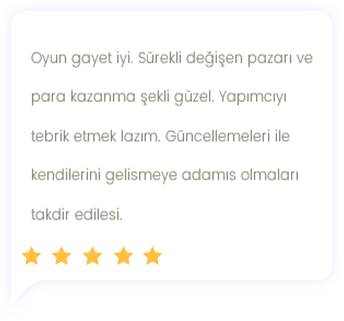 Oyun gayet iyi. Sürekli değişen pazarı ve
para kazanma şekli güzel. Yapımcıyı
tebrik etmek lazım. Güncellemeleri ile
kendilerini gelismeye adamıs olmaları
takdir edilesi.